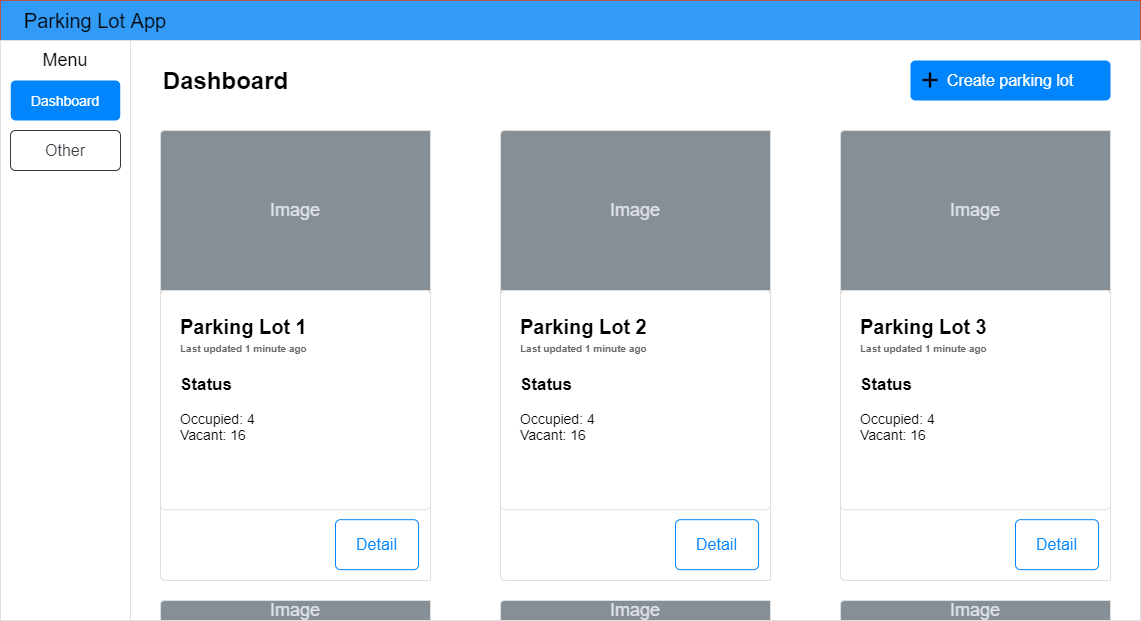 Parking Lot App
Menu
Dashboard
Other
Dashboard
Create parking lot
Image
Image
Image
Parking Lot 1
Last updated 1 minute ago
Status
Occupied: 4
Vacant: 16
Detail
Parking Lot 2
Last updated 1 minute ago
Status
Occupied: 4
Vacant: 16
Detail
Parking Lot 3
Last updated 1 minute ago
Status
Occupied: 4
Vacant: 16
Detail
Image
Image
Image